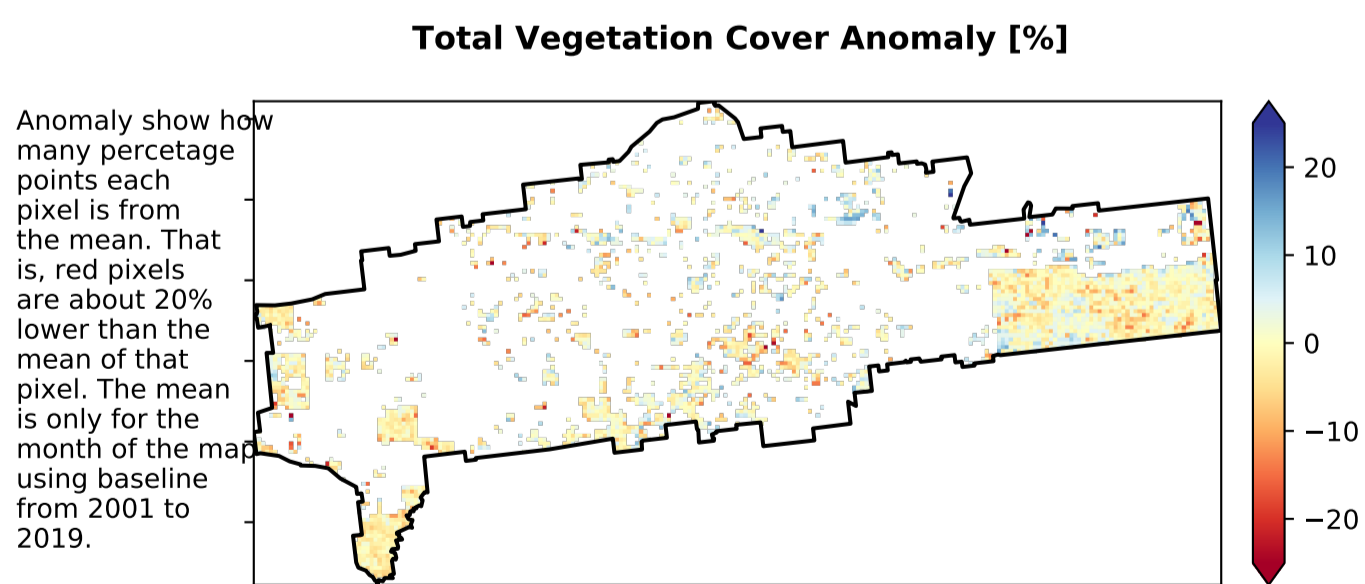 Total Vegetation Cover Anomaly [%]
Anomaly show how
many percetage
points each
pixel is from
the mean. That
is, red pixels
are about 20%
lower than the
mean of that
pixel. The mean
is only for the
month of the map
using baseline
from 2001 to
2019.
20
10
0
−10
−20